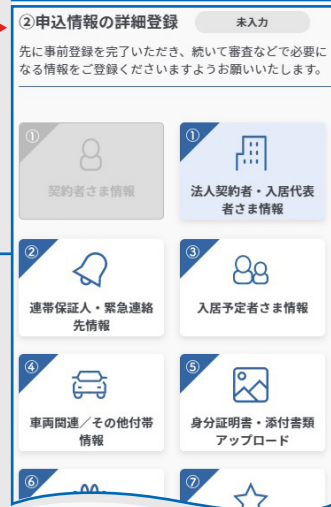 ②申込情報の詳細登録 未入力
先に事前登録を完了いただき、続いて審査などで必要に
なる情報をご登録くださいますようお願いいたします。
①
契約者さま情報
①
法人契約者・入居代表
者さま情報
②
連帯保証人・緊急連絡
先情報
③
入居予定者さま情報
④
車両関連／その他付帯
情報
⑤
身分証明書・添付書類
アップロード
⑥
⑦